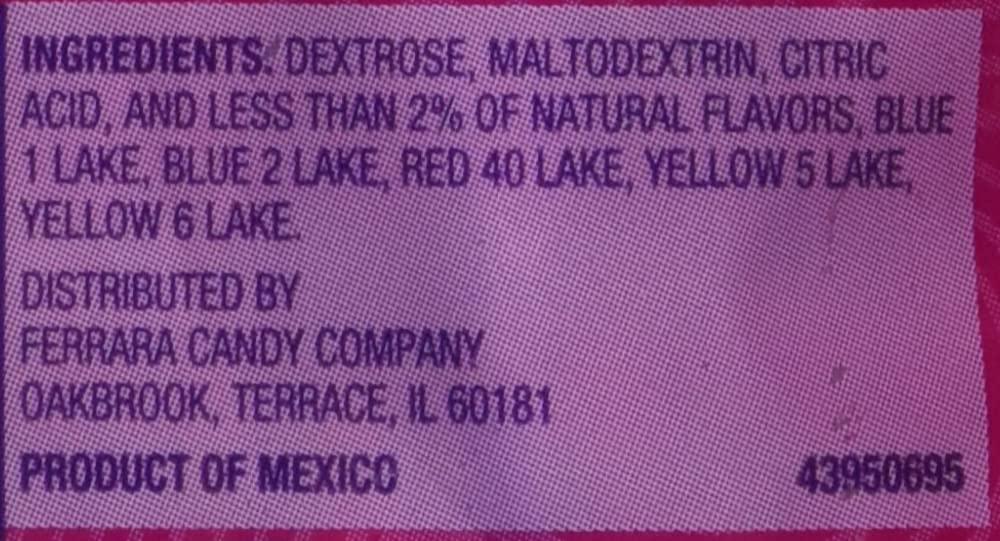 INGREDIENTS: DEXTROSE, MALTODEXTRIN, CITRIC
ACID, AND LESS THAN 2% OF NATURAL FLAVORS, BLUE
1 LAKE, BLUE 2 LAKE, RED 40 LAKE, YELLOW 5 LAKE,
YELLOW 6 LAKE.
DISTRIBUTED BY
FERRARA CANDY COMPANY
OAKBROOK, TERRACE, IL 60181
PRODUCT OF MEXICO
43950695